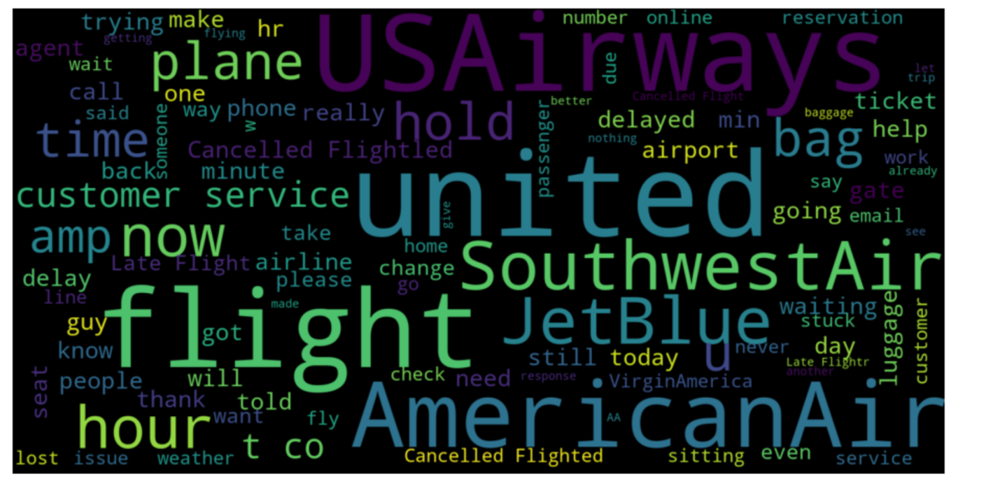 trying make hr number online reservation
getting flying USAirways
agent plane due let
wait trip
call one Cancelled Flight ticket
said someone way phone really hold passenger better delayed min baggage help
time w nothing airport bag work
Cancelled Flightled already
back minute united say gate
customer service give going email
amp now take home see
Late Flight airline change SouthwestAir
delay please go
line made JetBlue waiting luggage customer
guy flight got stuck
know still today u never day
Late Flightr
seat people will check need response VirginAmerica another
thank told AmericanAir
hour want fly AA
t co
lost issue weather Cancelled Flighted sitting even service